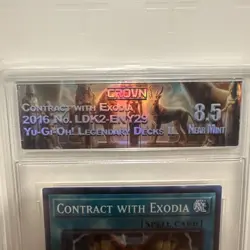 CROWN
CONTRACT WITH EXODIA
2016 NO. LDK2-ENY29
YU-GI-OH! LEGENDARY DECKS II
8.5
NEAR MINT
CONTRACT WITH EXODIA
[SPELL CARD